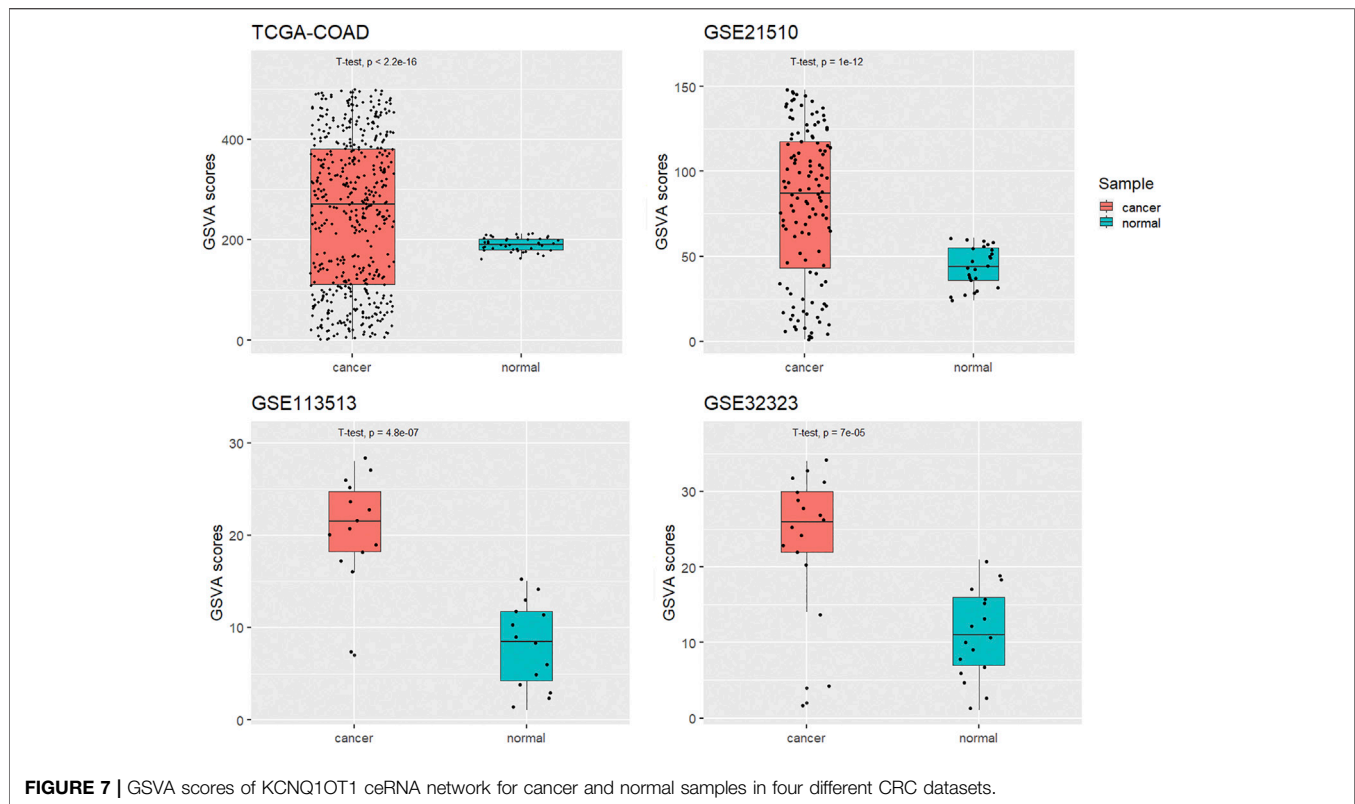 TCGA-COAD
T-test, p < 2.2e-16
GSVA scores
400
200
0
cancer
normal
GSE21510
T-test, p = 1e-12
GSVA scores
150
100
50
0
cancer
normal
Sample
cancer
normal
GSE113513
T-test, p = 4.8e-07
GSVA scores
30
20
10
0
cancer
normal
GSE32323
T-test, p = 7e-05
GSVA scores
30
20
10
0
cancer
normal
FIGURE 7 | GSVA scores of KCNQ1OT1 ceRNA network for cancer and normal samples in four different CRC datasets.